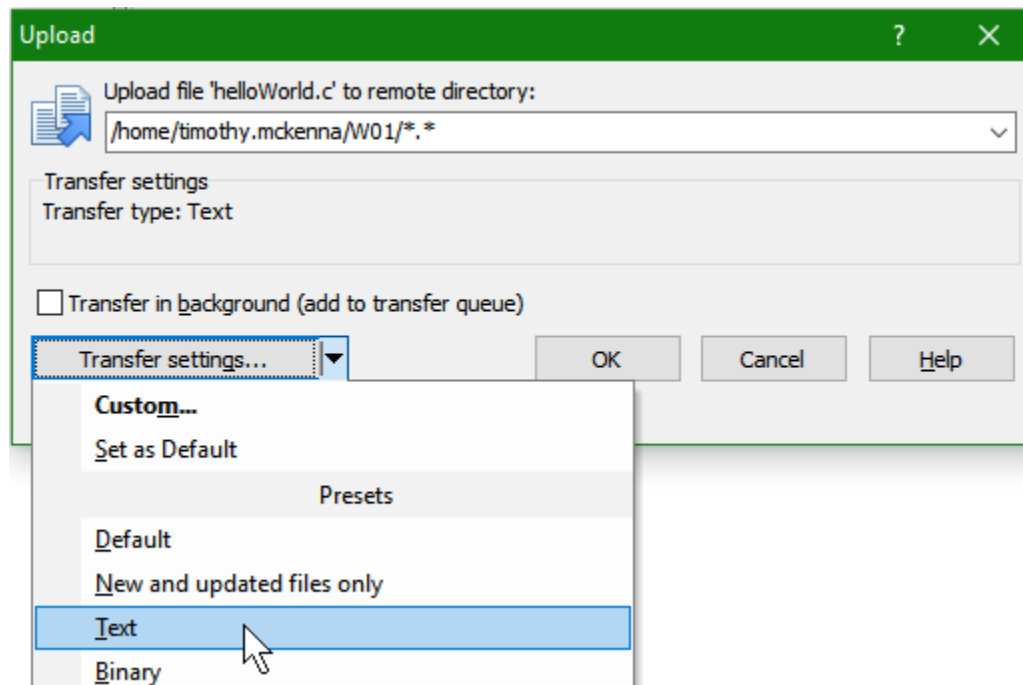 Upload ? ×
Upload file 'helloWorld.c' to remote directory:
/home/timothy.mckenna/W01/*.*
Transfer settings
Transfer type: Text
Transfer in background (add to transfer queue)
Transfer settings... OK Cancel Help
Custom...
Set as Default
Presets
Default
New and updated files only
Text
Binary